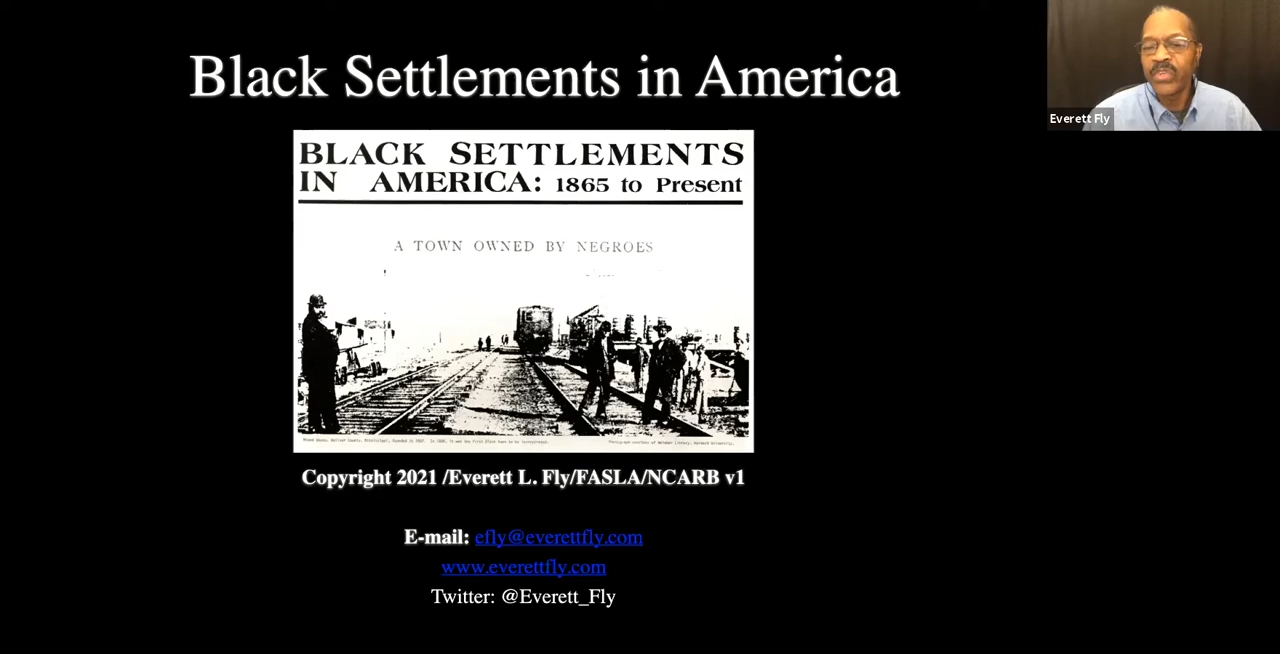 Black Settlements in America
BLACK SETTLEMENTS
IN AMERICA: 1865 to Present
A TOWN OWNED BY NEGROES
Copyright 2021 /Everett L. Fly/FASLA/NCARB v1
E-mail: efly@everettfly.com
www.everettfly.com
Twitter: @Everett_Fly
Everett Fly